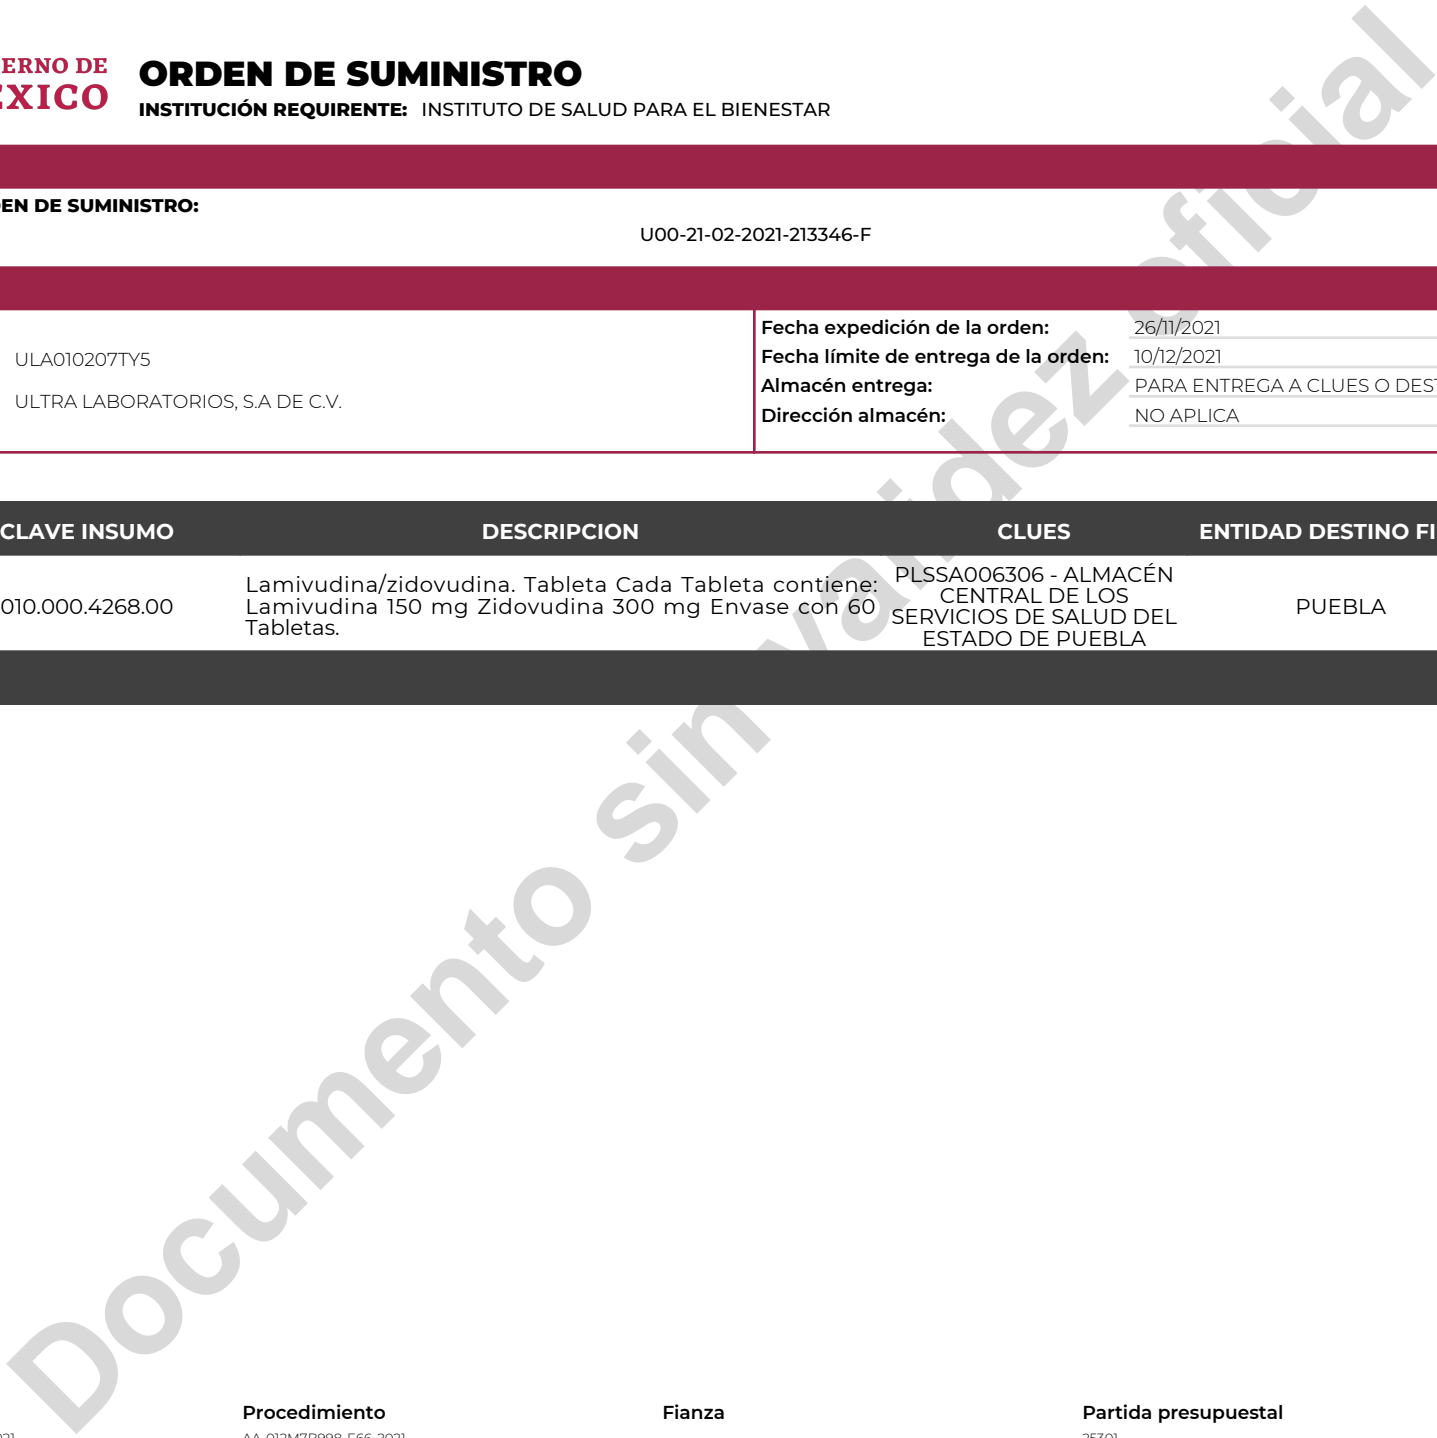 ERNO DE
EXICO
ORDEN DE SUMINISTRO
INSTITUCIÓN REQUIRENTE: INSTITUTO DE SALUD PARA EL BIENESTAR
EN DE SUMINISTRO:
U00-21-02-2021-213346-F
ULA010207TY5
ULTRA LABORATORIOS, S.A DE C.V.
Fecha expedición de la orden: 26/11/2021
Fecha límite de entrega de la orden: 10/12/2021
Almacén entrega: PARA ENTREGA A CLUES O DEST
Dirección almacén: NO APLICA
CLAVE INSUMO DESCRIPCION CLUES ENTIDAD DESTINO FI
010.000.4268.00
Lamivudina/zidovudina. Tableta Cada Tableta contiene:
Lamivudina 150 mg Zidovudina 300 mg Envase con 60
Tabletas.
PLSSA006306 - ALMACÉN
CENTRAL DE LOS
SERVICIOS DE SALUD DEL
ESTADO DE PUEBLA
PUEBLA
Documento sin validez oficial
Procedimiento Fianza Partida presupuestal